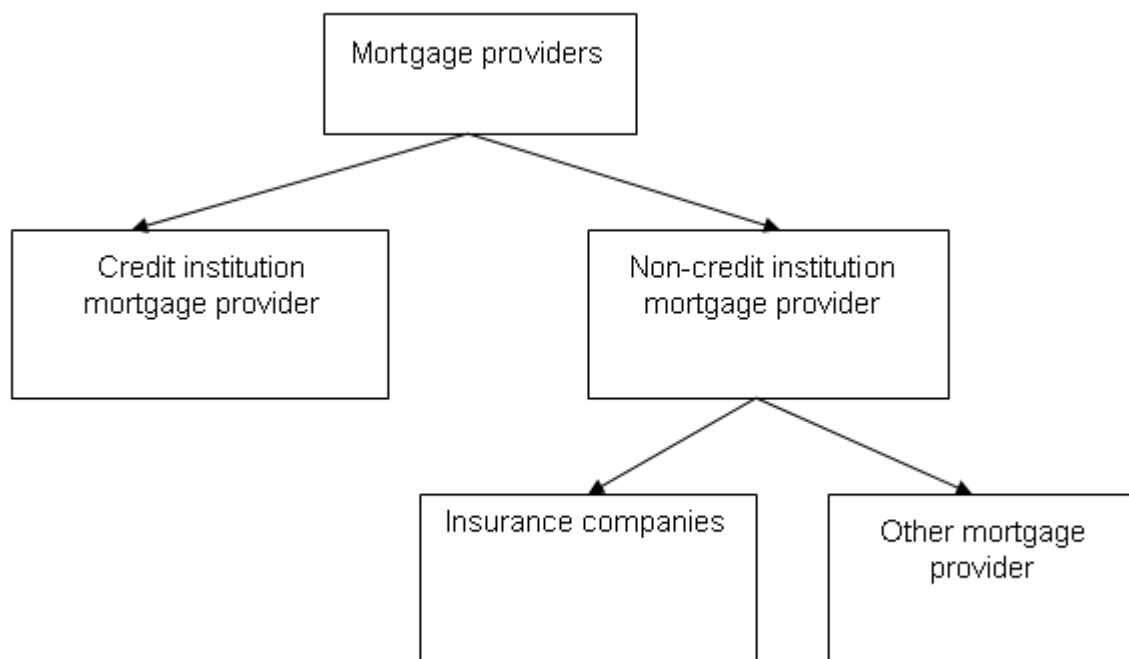 Mortgage providers
Credit institution
mortgage provider
Non-credit institution
mortgage provider
Insurance companies
Other mortgage
provider